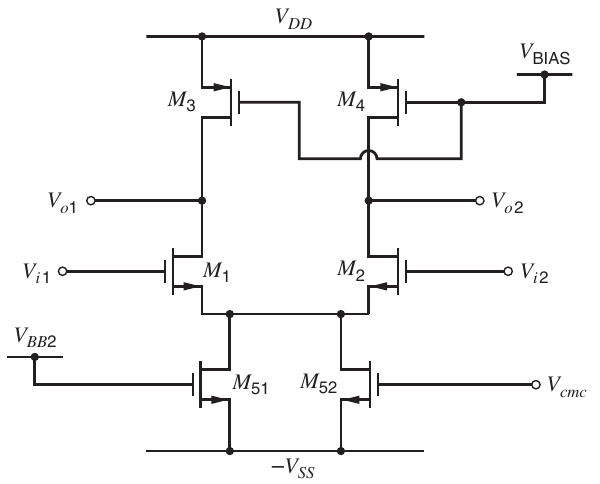 V_DD
V_BIAS
M_3 M_4
V_o1 V_o2
V_i1 M_1 M_2 V_i2
V_BB2
M_51 M_52 V_cmc
−V_SS